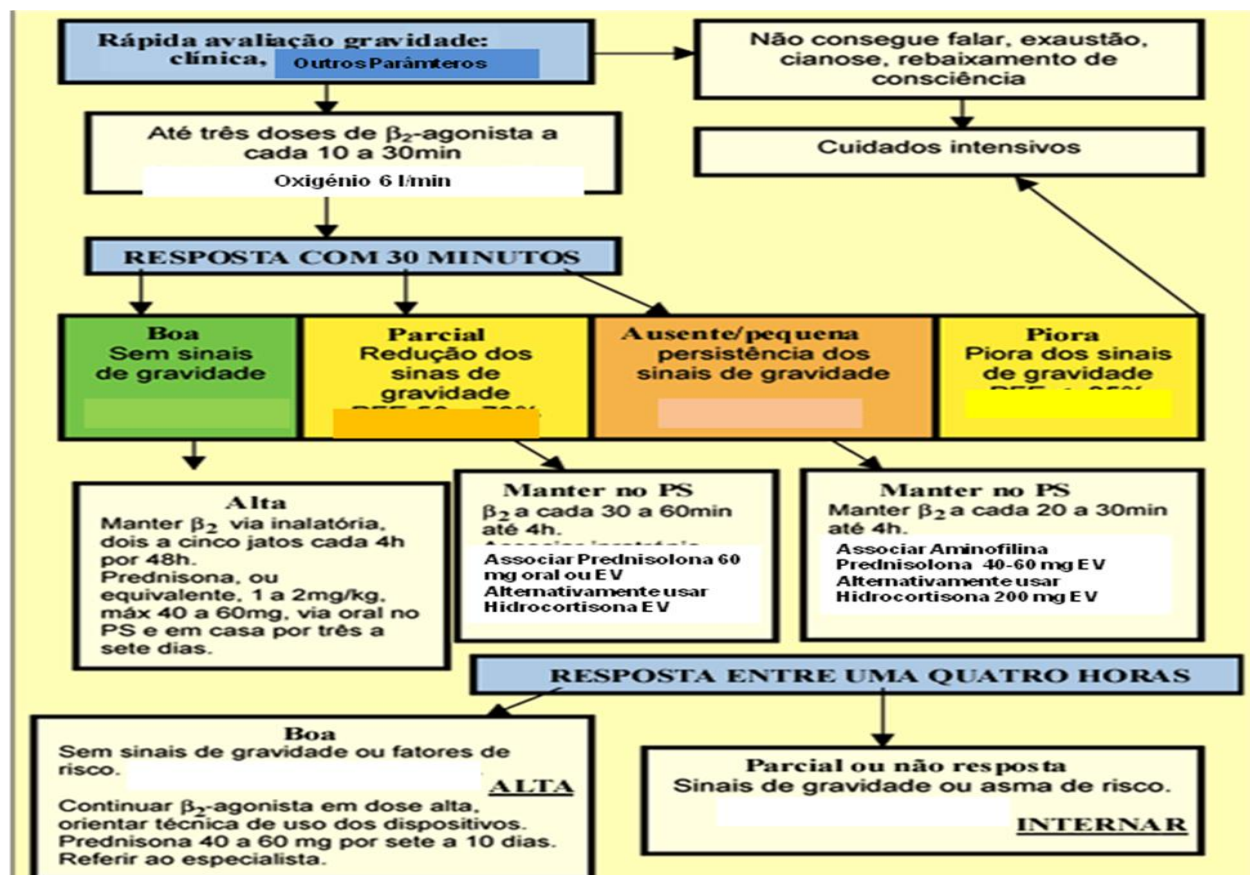 Rápida avaliação gravidade:
clínica, Outros Parâmteros
Não consegue falar, exaustão,
cianose, rebaixamento de
consciência
Até três doses de β₂-agonista a
cada 10 a 30min
Oxigénio 6 l/min
Cuidados intensivos
RESPOSTA COM 30 MINUTOS
Boa
Sem sinais
de gravidade
Parcial
Redução dos
sinas de
gravidade
Ausente/pequena
persistência dos
sinais de gravidade
Piora
Piora dos sinais
de gravidade
Alta
Manter β₂ via inalatória,
dois a cinco jatos cada 4h
por 48h.
Prednisona, ou
equivalente, 1 a 2mg/kg,
máx 40 a 60mg, via oral no
PS e em casa por três a
sete dias.
Manter no PS
β₂ a cada 30 a 60min
até 4h.
Associar Prednisolona 60
mg oral ou EV
Alternativamente usar
Hidrocortisona EV
Manter no PS
Manter β₂ a cada 20 a 30min
até 4h.
Associar Aminofilina
Prednisolona 40-60 mg EV
Alternativamente usar
Hidrocortisona 200 mg EV
RESPOSTA ENTRE UMA QUATRO HORAS
Boa
Sem sinais de gravidade ou fatores de
risco.
ALTA
Continuar β₂-agonista em dose alta,
orientar técnica de uso dos dispositivos.
Prednisona 40 a 60 mg por sete a 10 dias.
Referir ao especialista.
Parcial ou não resposta
Sinais de gravidade ou asma de risco.
INTERNAR